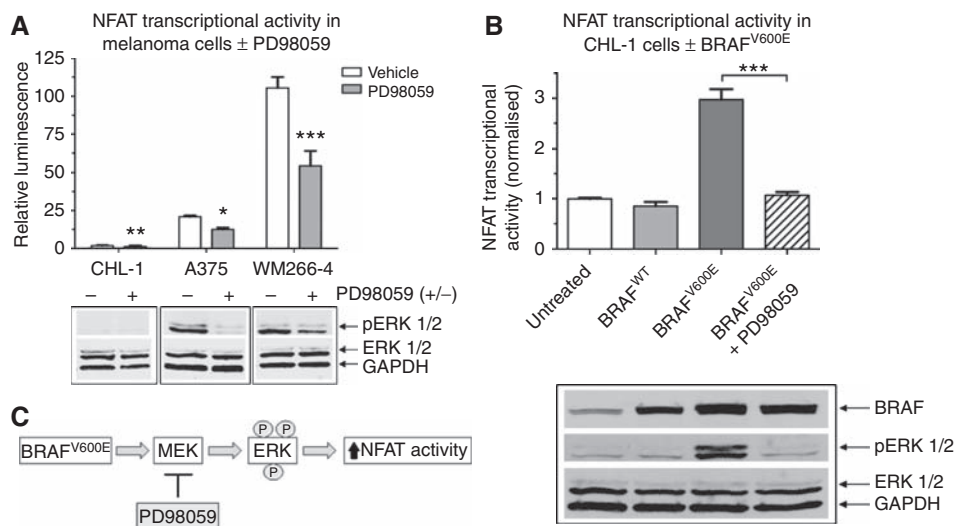 A
NFAT transcriptional activity in
melanoma cells ± PD98059
Relative luminescence
125
100
75
50
25
0
Vehicle
PD98059
**
*
***
CHL-1 A375 WM266-4
– + – + – + PD98059 (+/–)
pERK 1/2
ERK 1/2
GAPDH
B
NFAT transcriptional activity in
CHL-1 cells ± BRAFV600E
NFAT transcriptional
activity (normalised)
3
2
1
0
***
Untreated
BRAFWT
BRAFV600E
BRAFV600E
+ PD98059
BRAF
pERK 1/2
ERK 1/2
GAPDH
C
BRAFV600E MEK ERK NFAT activity
P P
P
PD98059